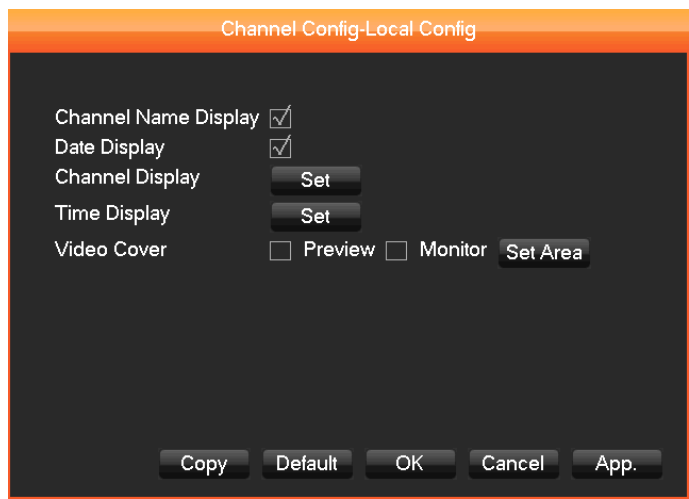 Channel Config-Local Config
Channel Name Display
Date Display
Channel Display Set
Time Display Set
Video Cover Preview Monitor Set Area
Copy Default OK Cancel App.